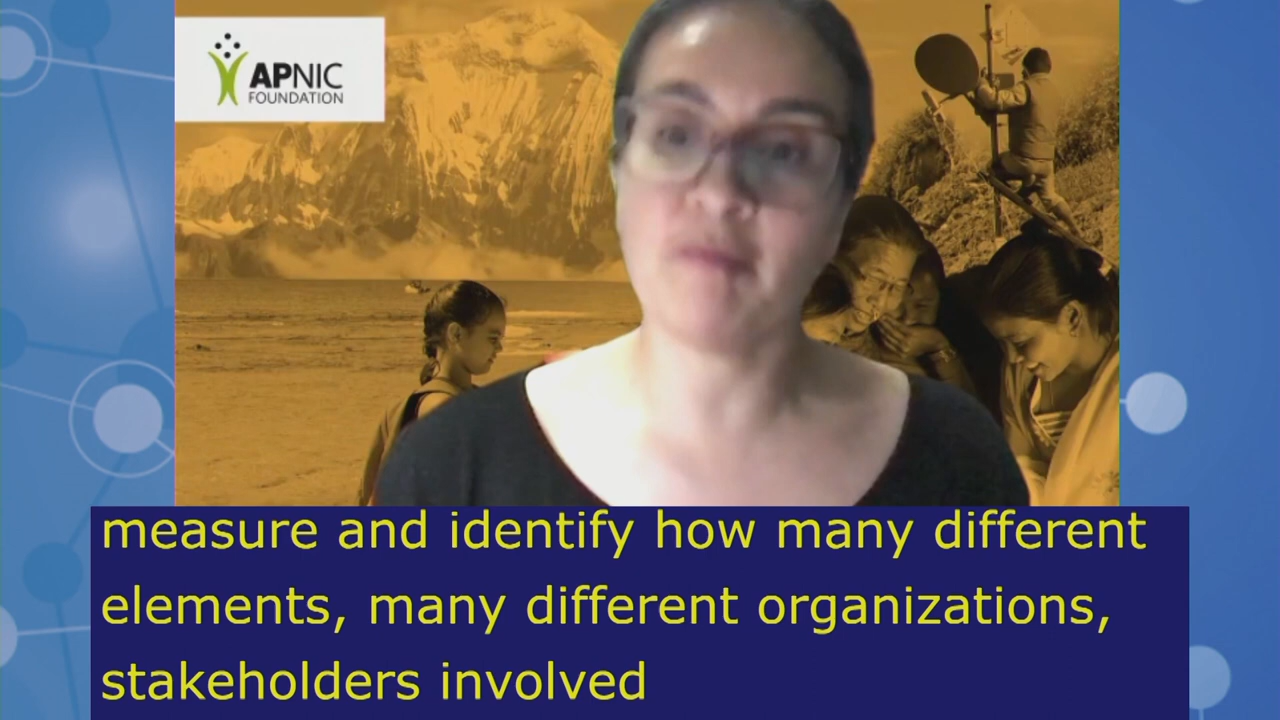 APNIC
FOUNDATION
measure and identify how many different
elements, many different organizations,
stakeholders involved